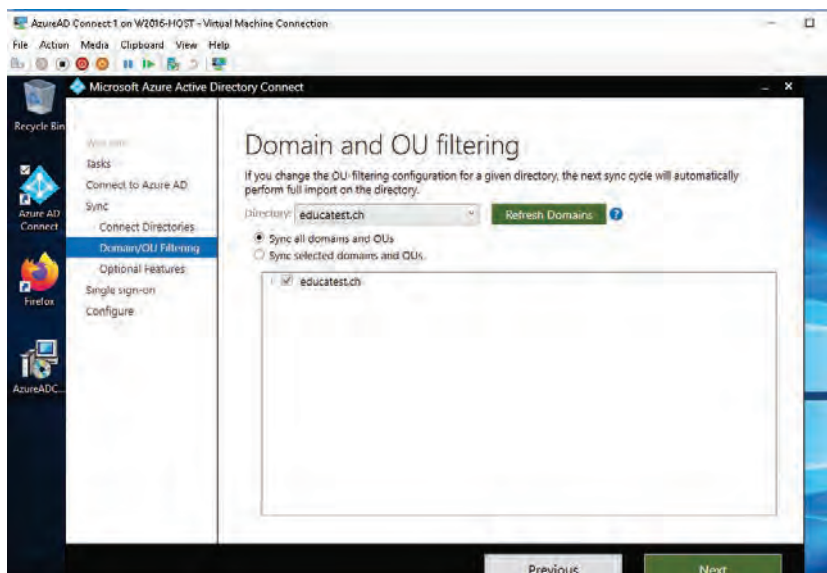 AzureAD Connect 1 on W2016-HOST - Virtual Machine Connection
File Action Media Clipboard View Help
Microsoft Azure Active Directory Connect
Recycle Bin
Azure AD
Connect
Firefox
AzureADC...
Welcome
Tasks
Connect to Azure AD
Sync
Connect Directories
Domain/OU Filtering
Optional Features
Single sign-on
Configure
Domain and OU filtering
If you change the OU-filtering configuration for a given directory, the next sync cycle will automatically
perform full import on the directory.
Directory: educatest.ch
Refresh Domains ?
Sync all domains and OUs
Sync selected domains and OUs
educatest.ch
Previous
Next